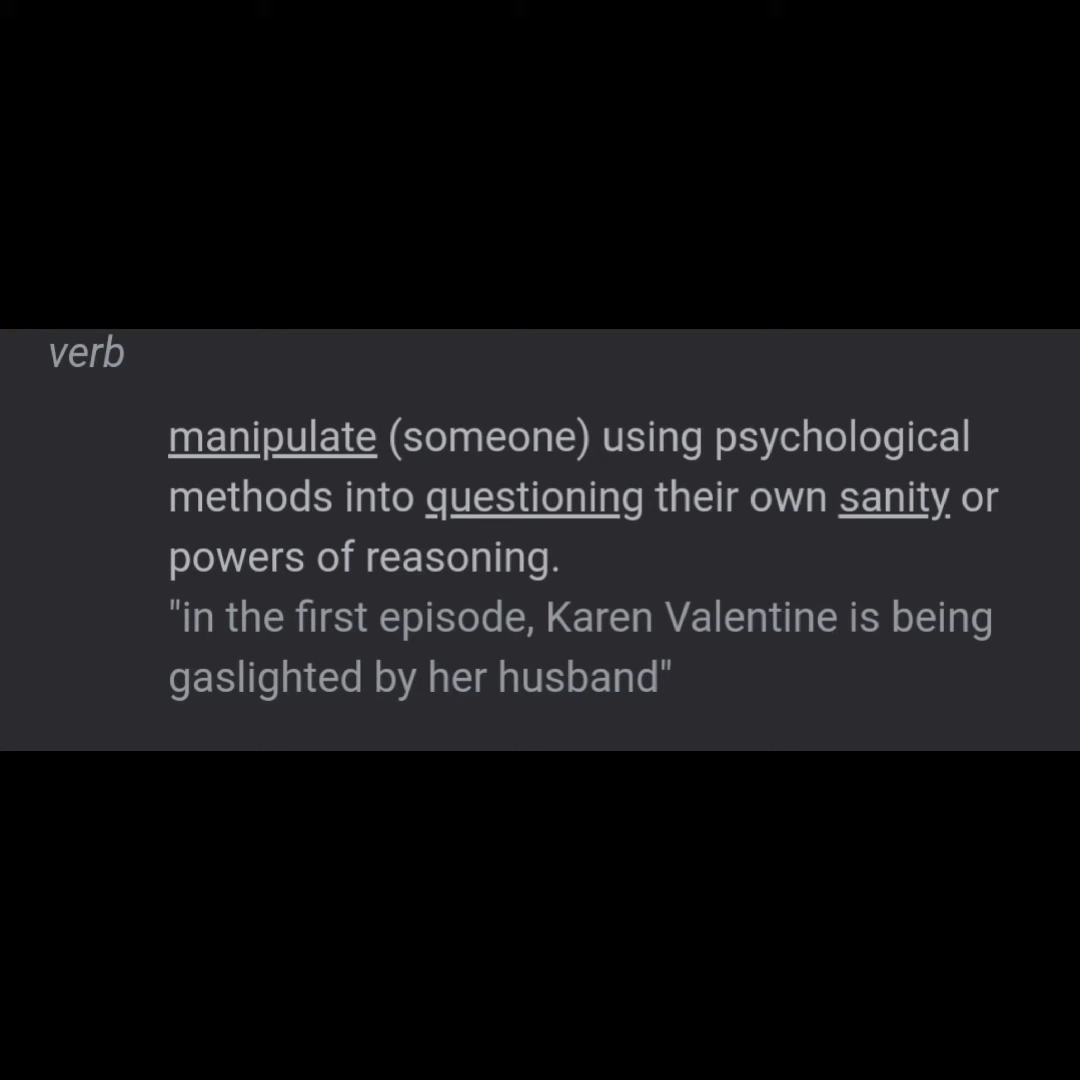 verb
manipulate (someone) using psychological
methods into questioning their own sanity or
powers of reasoning.
"in the first episode, Karen Valentine is being
gaslighted by her husband"